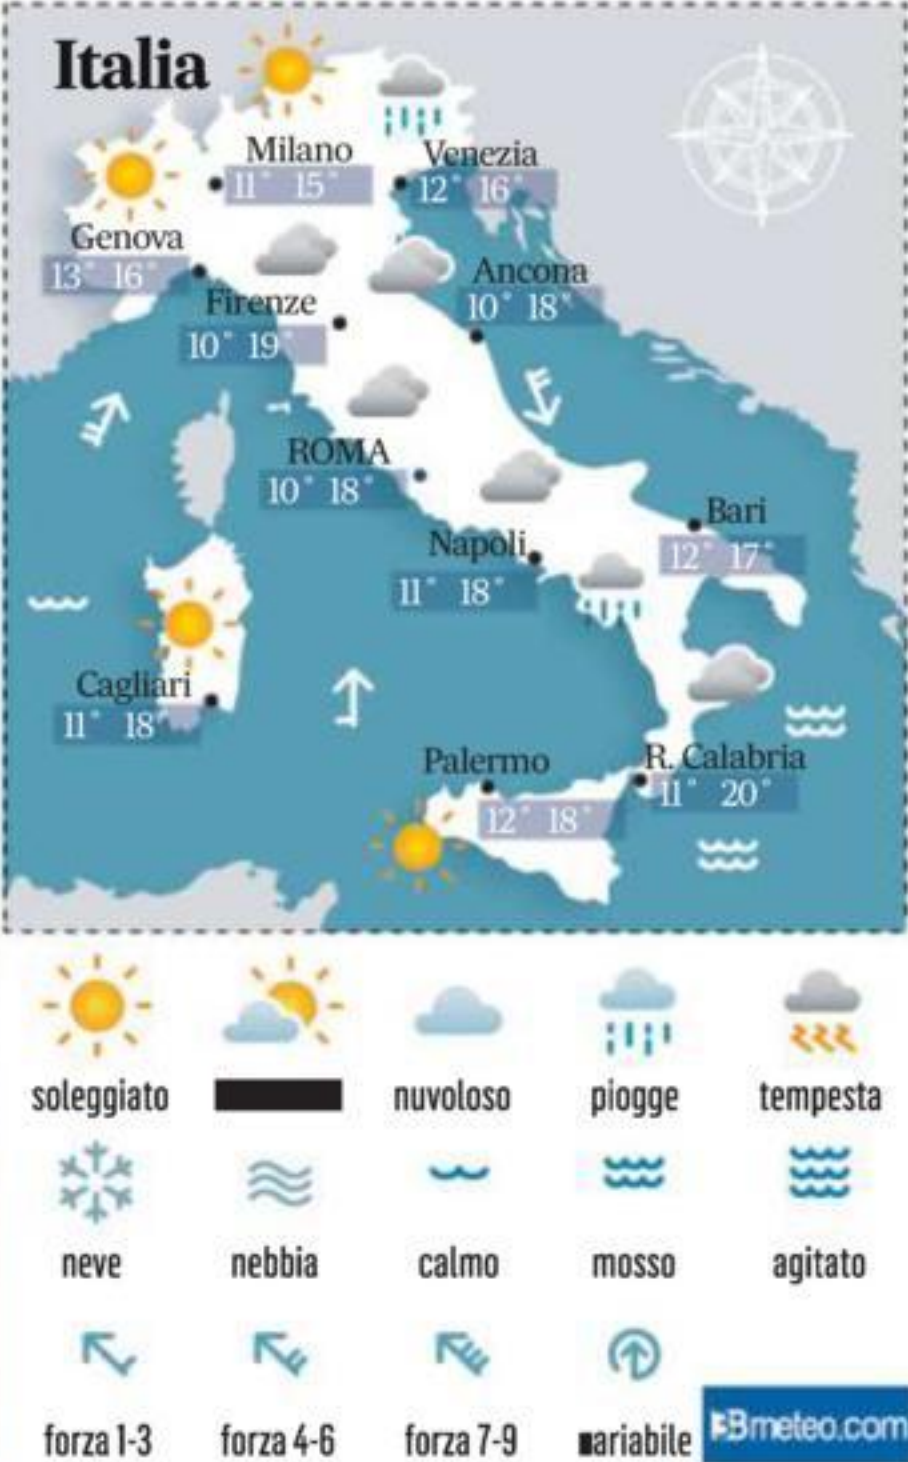 Italia
Milano
11° 15°
Venezia
12° 16°
Genova
13° 16°
Firenze
10° 19°
Ancona
10° 18°
ROMA
10° 18°
Napoli
11° 18°
Bari
12° 17°
Cagliari
11° 18°
Palermo
12° 18°
R. Calabria
11° 20°
soleggiato
nuvoloso
piogge
tempesta
neve
nebbia
calmo
mosso
agitato
forza 1-3
forza 4-6
forza 7-9
ariabile
3Bmeteo.com